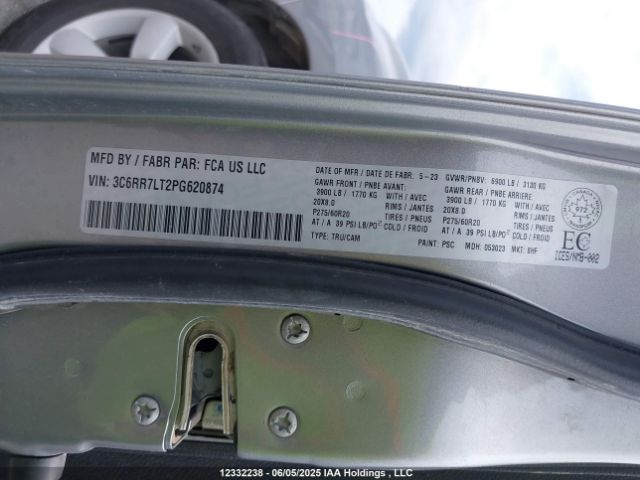 MFD BY / FABR PAR: FCA US LLC
VIN: 3C6RR7LT2PG620874
DATE OF MFR / DATE DE FABR: 5-23
GAWR FRONT / PNBE AVANT:
3900 LB / 1770 KG WITH / AVEC
20X8.0 RIMS / JANTES
P275/60R20 TIRES / PNEUS
AT / A 39 PSI LB/PO² COLD / FROID
TYPE: TRU/CAM
GVWR/PNBV: 6900 LB / 3130 KG
GAWR REAR / PNBE ARRIERE:
3900 LB / 1770 KG WITH / AVEC
20X8.0 RIMS / JANTES
P275/60R20 TIRES / PNEUS
AT / A 39 PSI LB/PO² COLD / FROID
PAINT: PSC MDH: 052023 MKT: BHF
973
EC
ICES/NMB-002
12332238 - 06/05/2025 IAA Holdings , LLC